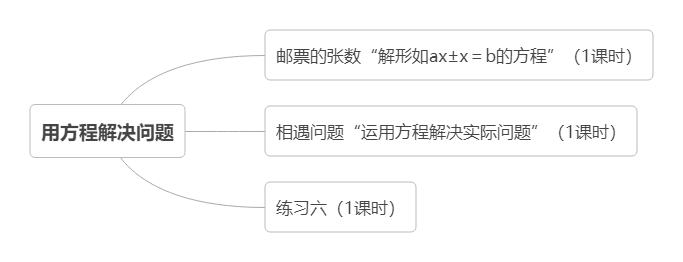 邮票的张数“解形如ax±x＝b的方程”（1课时）
用方程解决问题
相遇问题“运用方程解决实际问题”（1课时）
练习六（1课时）